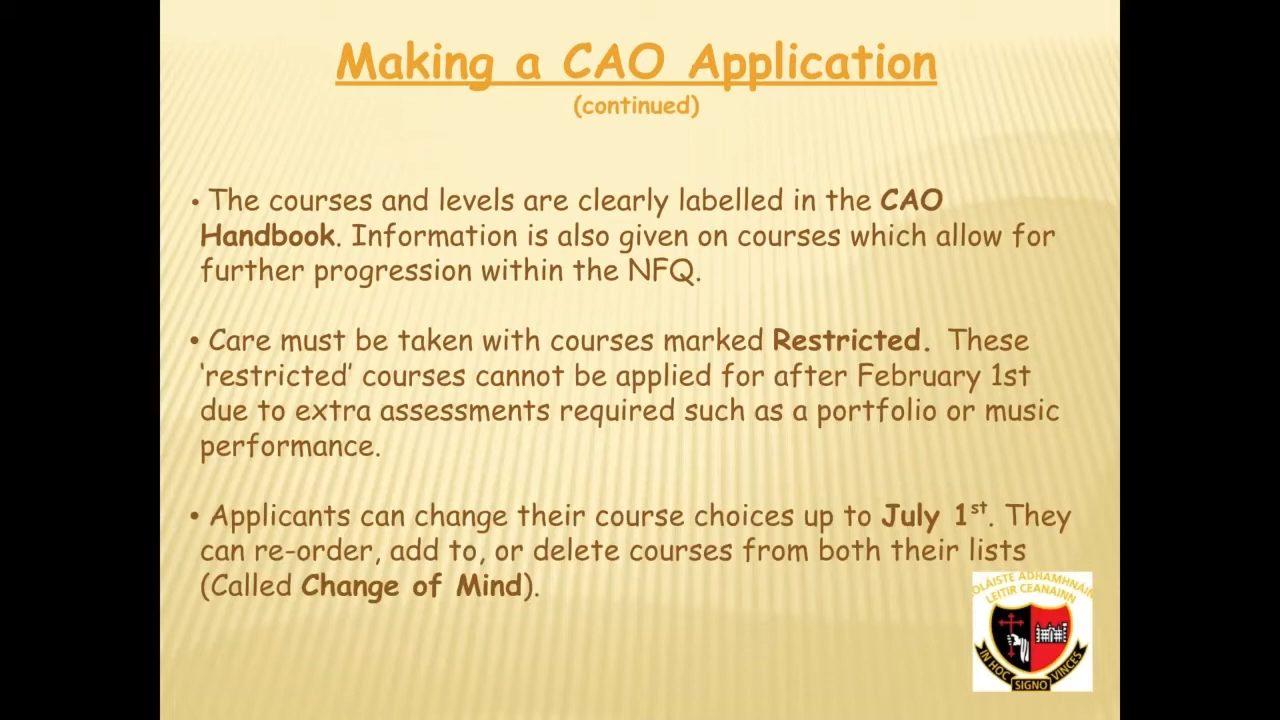 Making a CAO Application
(continued)
• The courses and levels are clearly labelled in the CAO
Handbook. Information is also given on courses which allow for
further progression within the NFQ.
• Care must be taken with courses marked Restricted. These
‘restricted’ courses cannot be applied for after February 1st
due to extra assessments required such as a portfolio or music
performance.
• Applicants can change their course choices up to July 1st. They
can re-order, add to, or delete courses from both their lists
(Called Change of Mind).
OLÁISTE ADHAMHNÁIN
LEITIR CEANAINN
IN HOC SIGNO VINCES